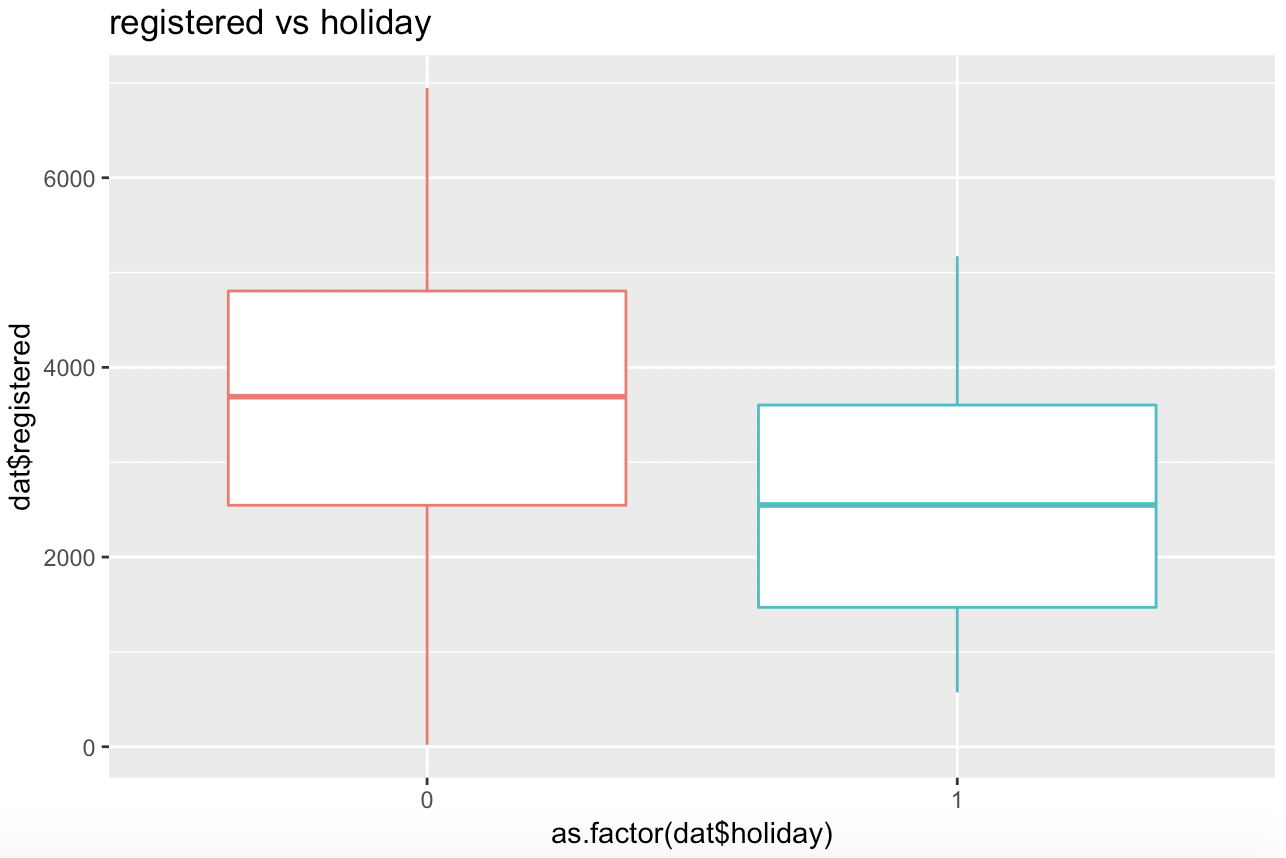 registered vs holiday
dat$registered
6000
4000
2000
0
0
1
as.factor(dat$holiday)